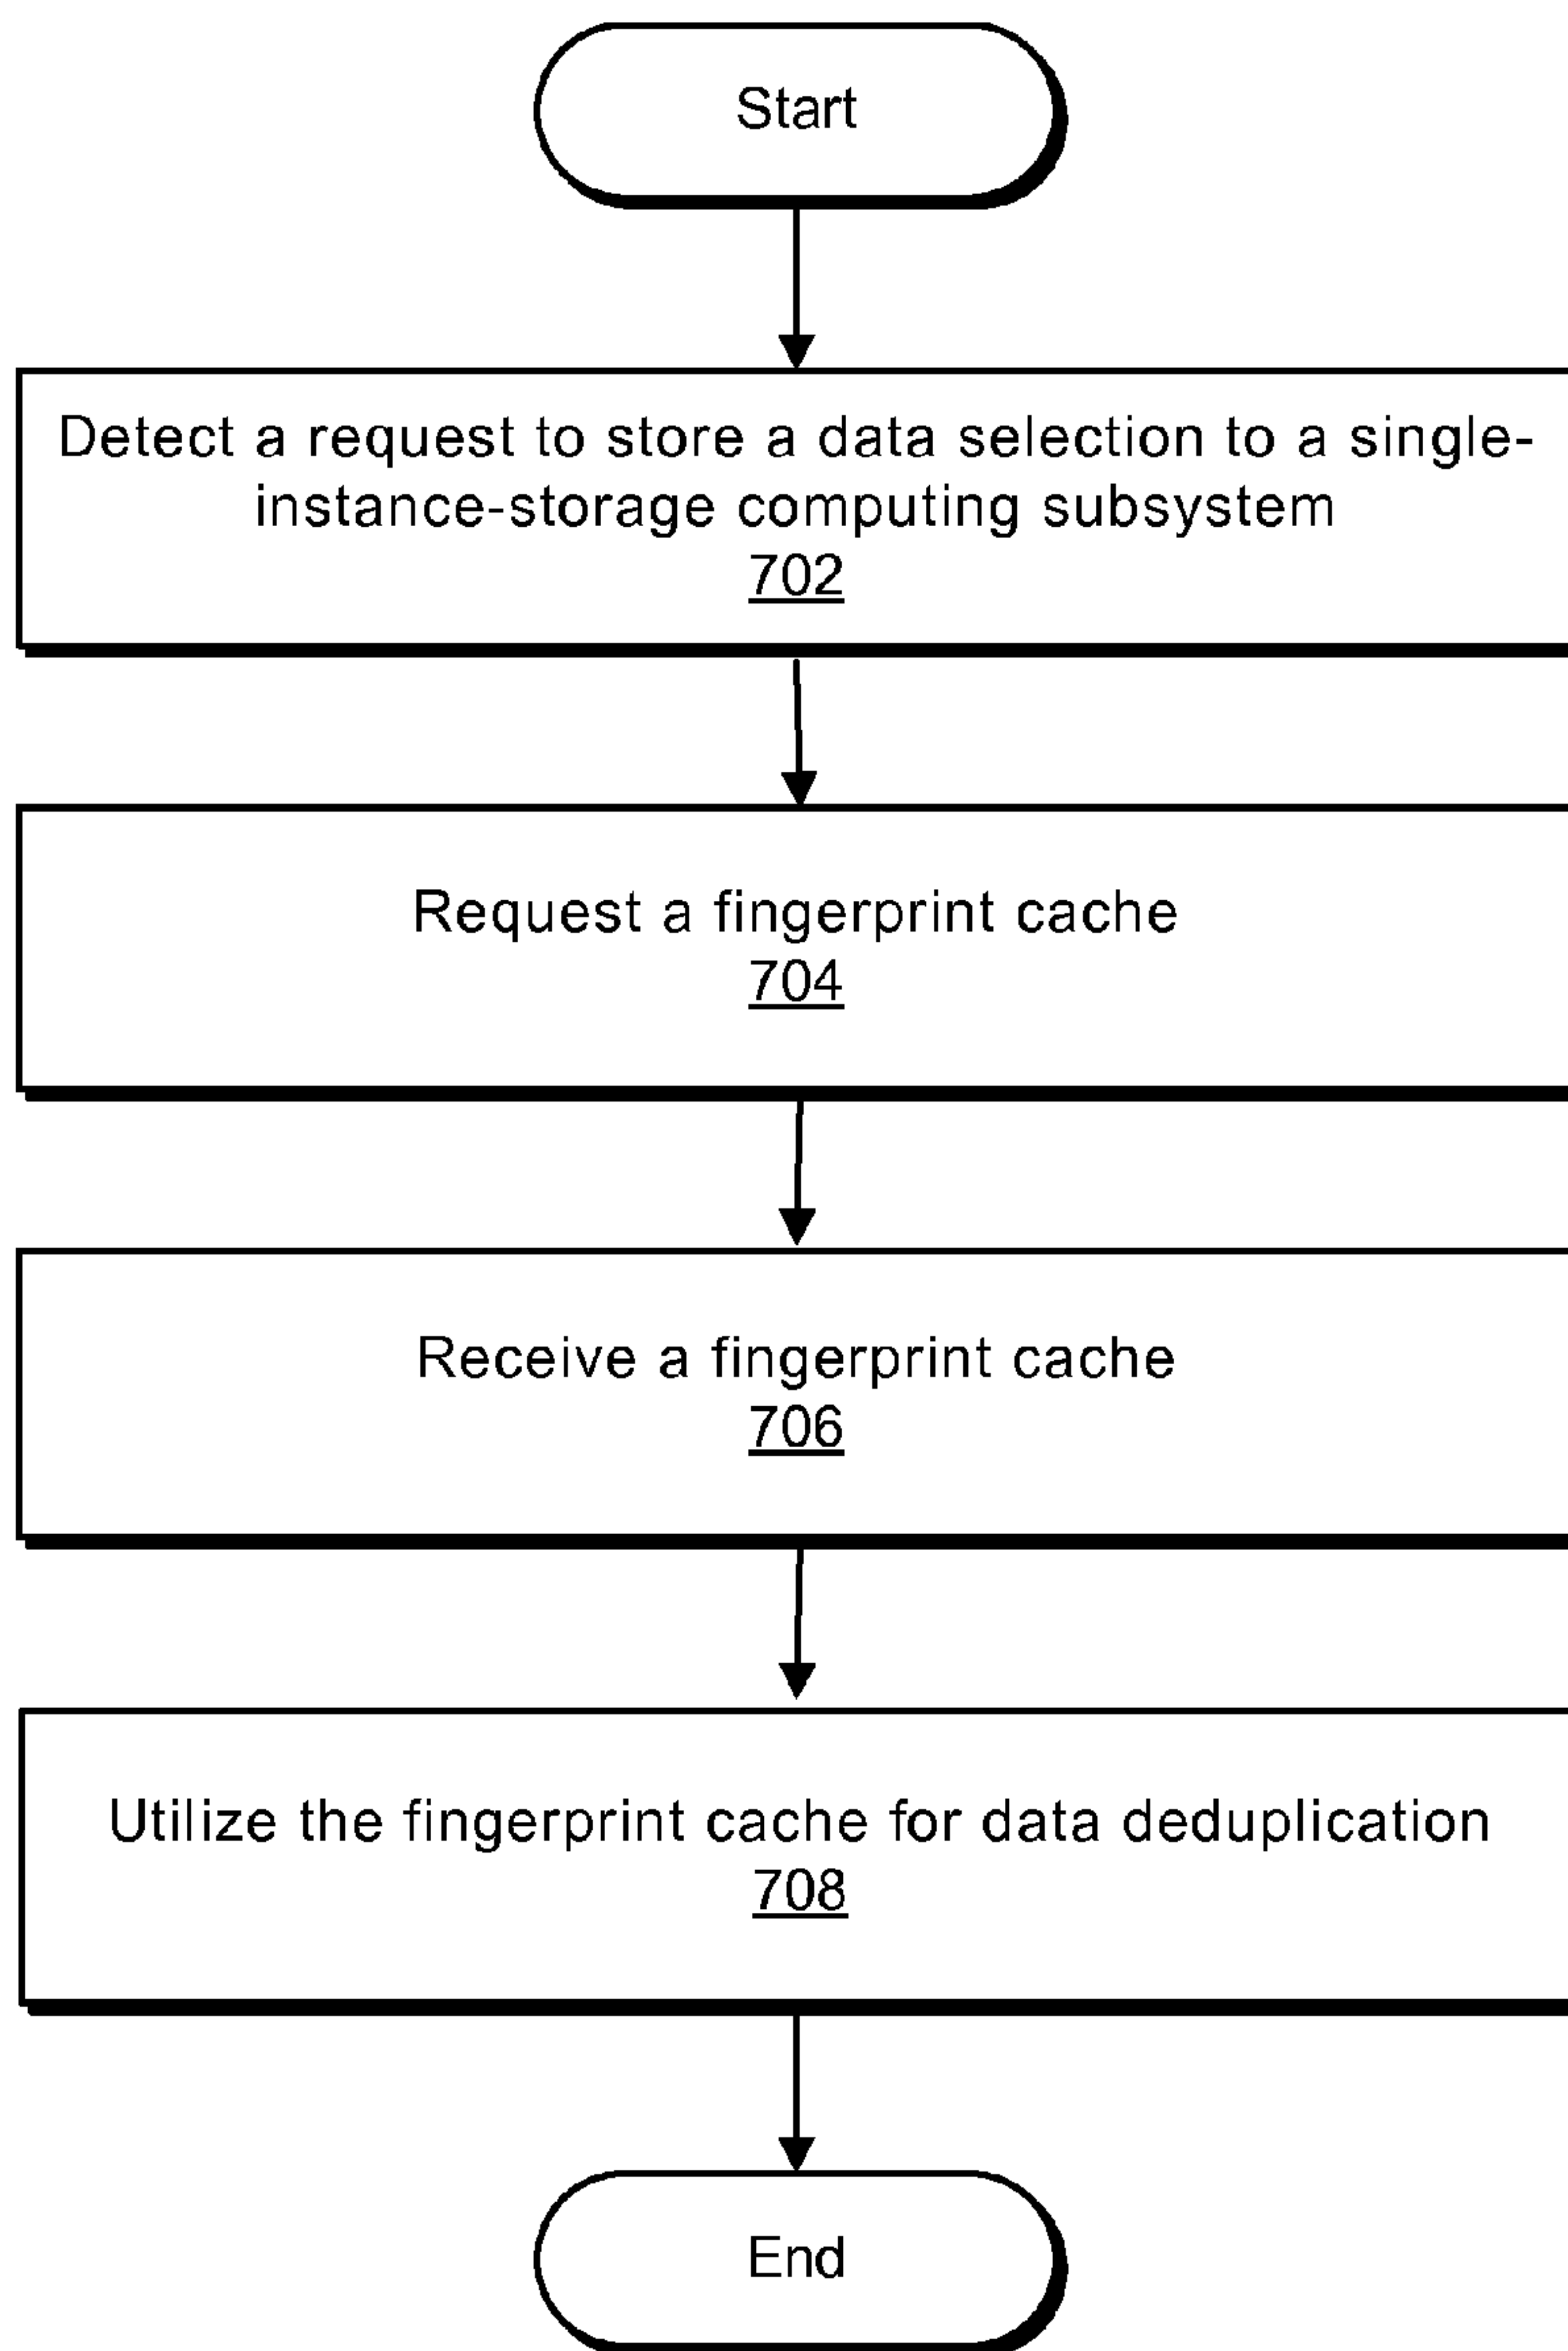 Start
Detect a request to store a data selection to a single-
instance-storage computing subsystem
702
Request a fingerprint cache
704
Receive a fingerprint cache
706
Utilize the fingerprint cache for data deduplication
708
End